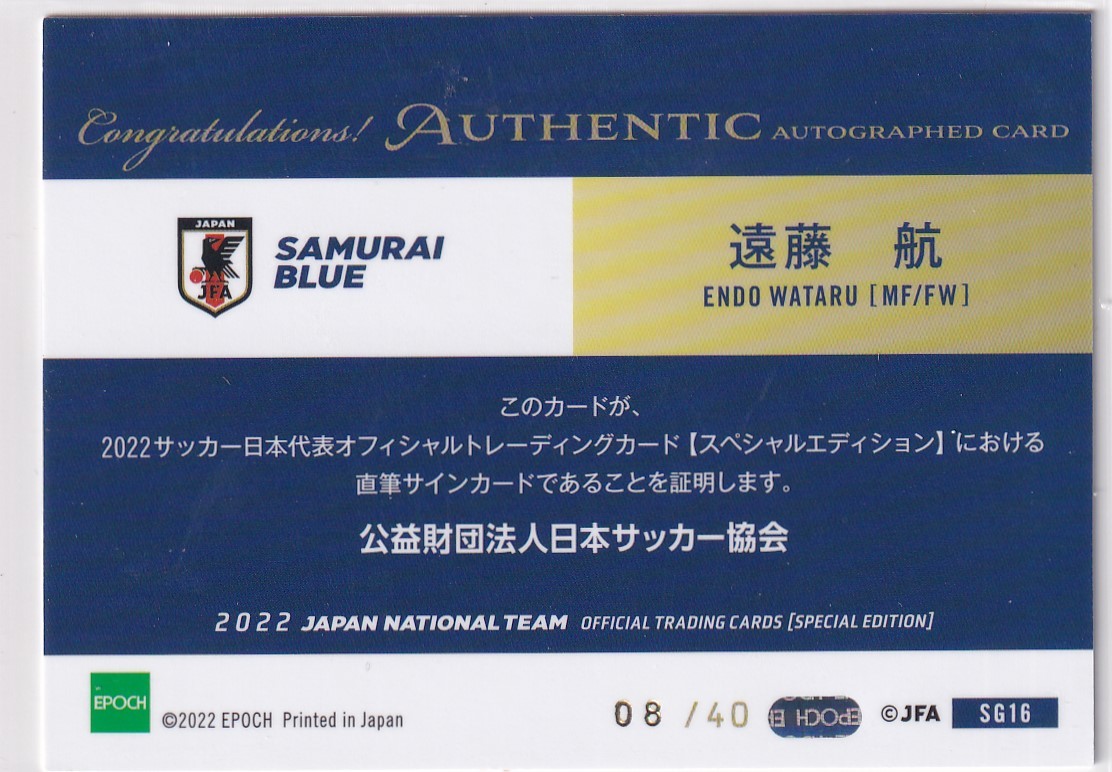 Congratulations! AUTHENTIC AUTOGRAPHED CARD
JAPAN
JFA
SAMURAI
BLUE
遠藤 航
ENDO WATARU [MF/FW]
このカードが、
2022サッカー日本代表オフィシャルトレーディングカード【スペシャルエディション】における
直筆サインカードであることを証明します。
公益財団法人日本サッカー協会
2022 JAPAN NATIONAL TEAM OFFICIAL TRADING CARDS [SPECIAL EDITION]
EPOCH
©2022 EPOCH Printed in Japan
08 /40
EPOCH
©JFA
SG16